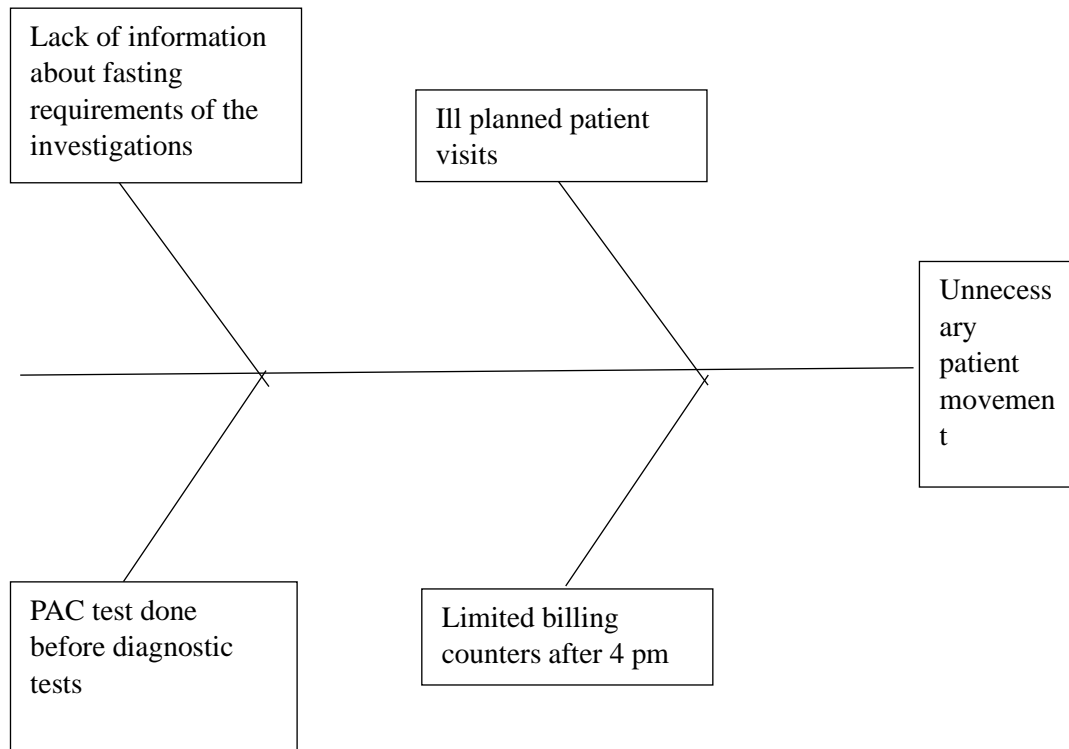 Lack of information
about fasting
requirements of the
investigations
Ill planned patient
visits
Unnecess
ary
patient
movemen
t
PAC test done
before diagnostic
tests
Limited billing
counters after 4 pm